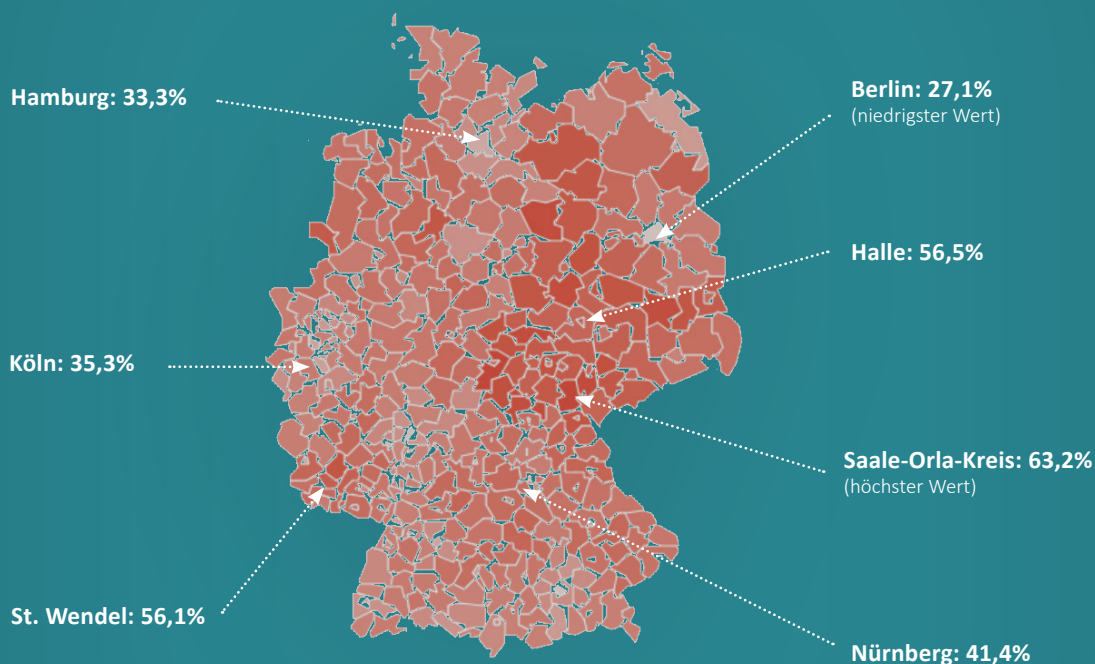 Hamburg: 33,3%
Berlin: 27,1%
(niedrigster Wert)
Halle: 56,5%
Köln: 35,3%
Saale-Orla-Kreis: 63,2%
(höchster Wert)
St. Wendel: 56,1%
Nürnberg: 41,4%